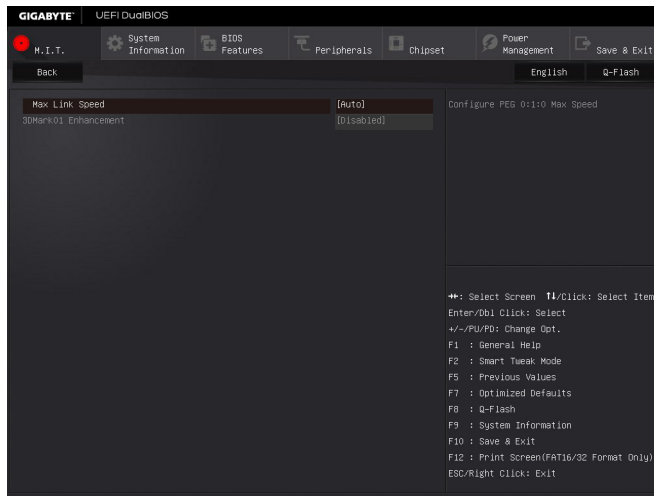 GIGABYTE™ UEFI DualBIOS
M.I.T.
System Information
BIOS Features
Peripherals
Chipset
Power Management
Save & Exit
Back
English
Q-Flash
Max Link Speed [Auto]
3DMark01 Enhancement [Disabled]
Configure PEG 0:1:0 Max Speed
→←: Select Screen ↑↓/Click: Select Item
Enter/Dbl Click: Select
+/-/PU/PD: Change Opt.
F1 : General Help
F2 : Smart Tweak Mode
F5 : Previous Values
F7 : Optimized Defaults
F8 : Q-Flash
F9 : System Information
F10 : Save & Exit
F12 : Print Screen(FAT16/32 Format Only)
ESC/Right Click: Exit